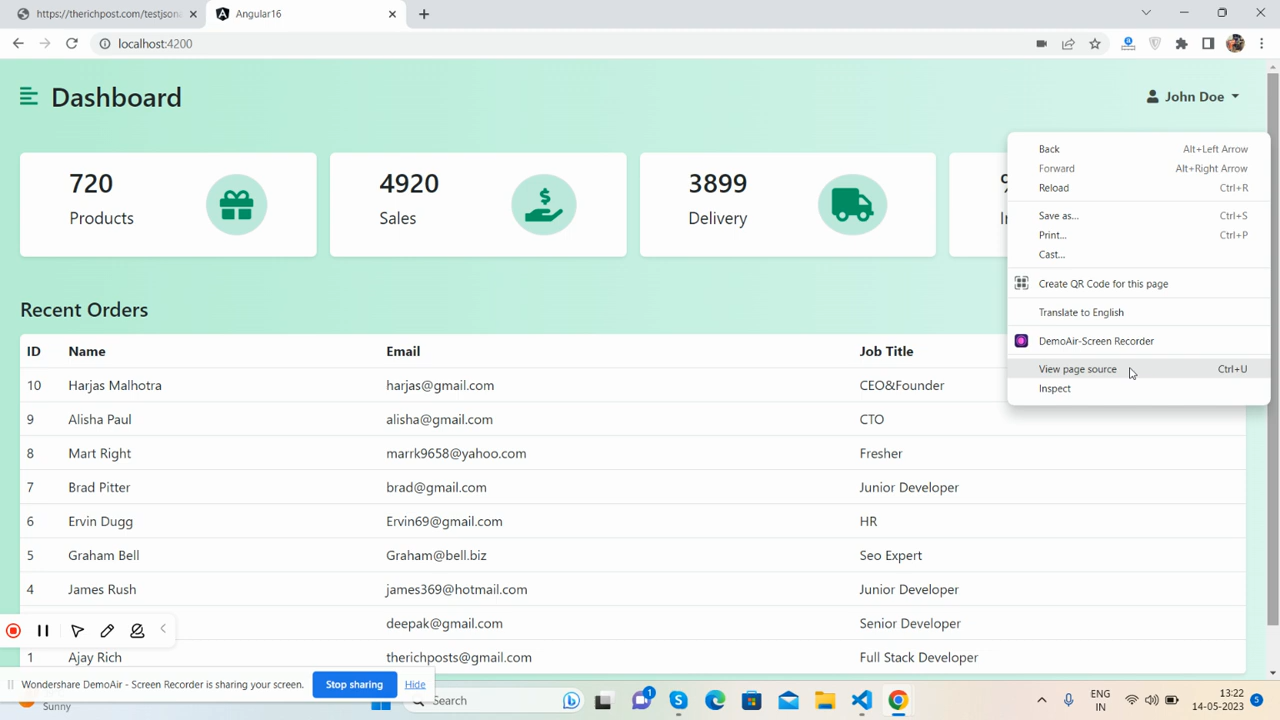 https://therichpost.com/testjson
Angular16
localhost:4200
Dashboard
John Doe
720
Products
4920
Sales
3899
Delivery
Back Alt+Left Arrow
Forward Alt+Right Arrow
Reload Ctrl+R
Save as... Ctrl+S
Print... Ctrl+P
Cast...
Create QR Code for this page
Translate to English
DemoAir-Screen Recorder
View page source Ctrl+U
Inspect
Recent Orders
ID Name Email Job Title
10 Harjas Malhotra harjas@gmail.com CEO&Founder
9 Alisha Paul alisha@gmail.com CTO
8 Mart Right marrk9658@yahoo.com Fresher
7 Brad Pitter brad@gmail.com Junior Developer
6 Ervin Dugg Ervin69@gmail.com HR
5 Graham Bell Graham@bell.biz Seo Expert
4 James Rush james369@hotmail.com Junior Developer
deepak@gmail.com Senior Developer
1 Ajay Rich therichposts@gmail.com Full Stack Developer
Wondershare DemoAir - Screen Recorder is sharing your screen. Stop sharing Hide
Sunny
Search
1
ENG
IN
13:22
14-05-2023
5